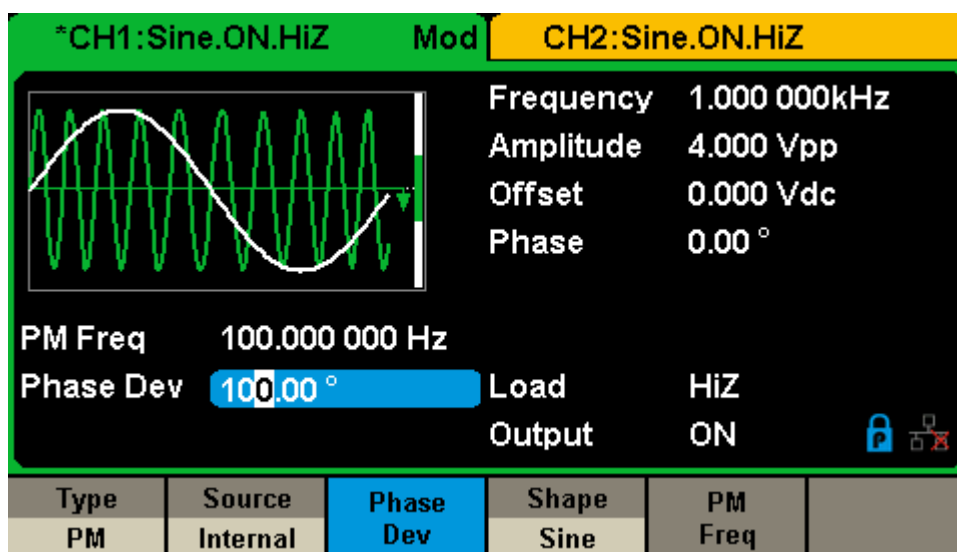 *CH1:Sine.ON.HiZ Mod CH2:Sine.ON.HiZ
Frequency 1.000 000kHz
Amplitude 4.000 Vpp
Offset 0.000 Vdc
Phase 0.00 °
PM Freq 100.000 000 Hz
Phase Dev 100.00 ° Load HiZ
Output ON P
Type Source Phase Shape PM
PM Internal Dev Sine Freq